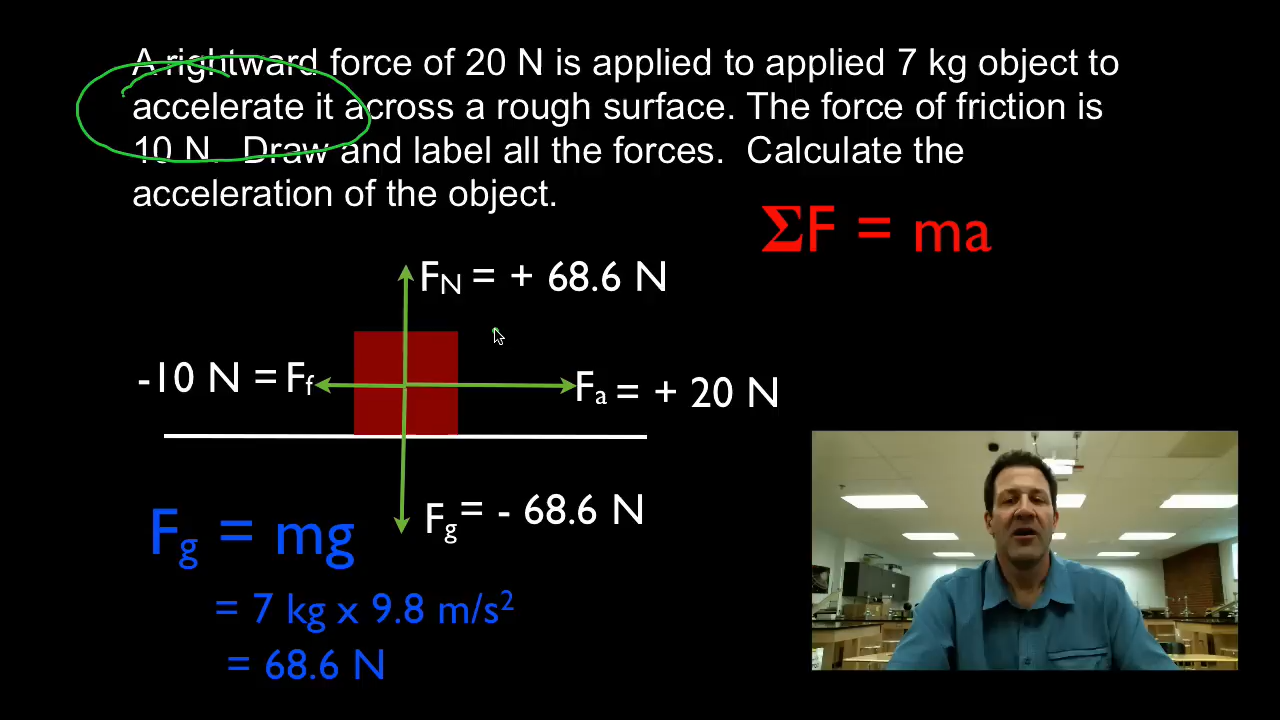 A rightward force of 20 N is applied to applied 7 kg object to
accelerate it across a rough surface. The force of friction is
10 N. Draw and label all the forces. Calculate the
acceleration of the object.
ΣF = ma
FN = + 68.6 N
-10 N = Ff
Fa = + 20 N
Fg = - 68.6 N
Fg = mg
= 7 kg x 9.8 m/s²
= 68.6 N